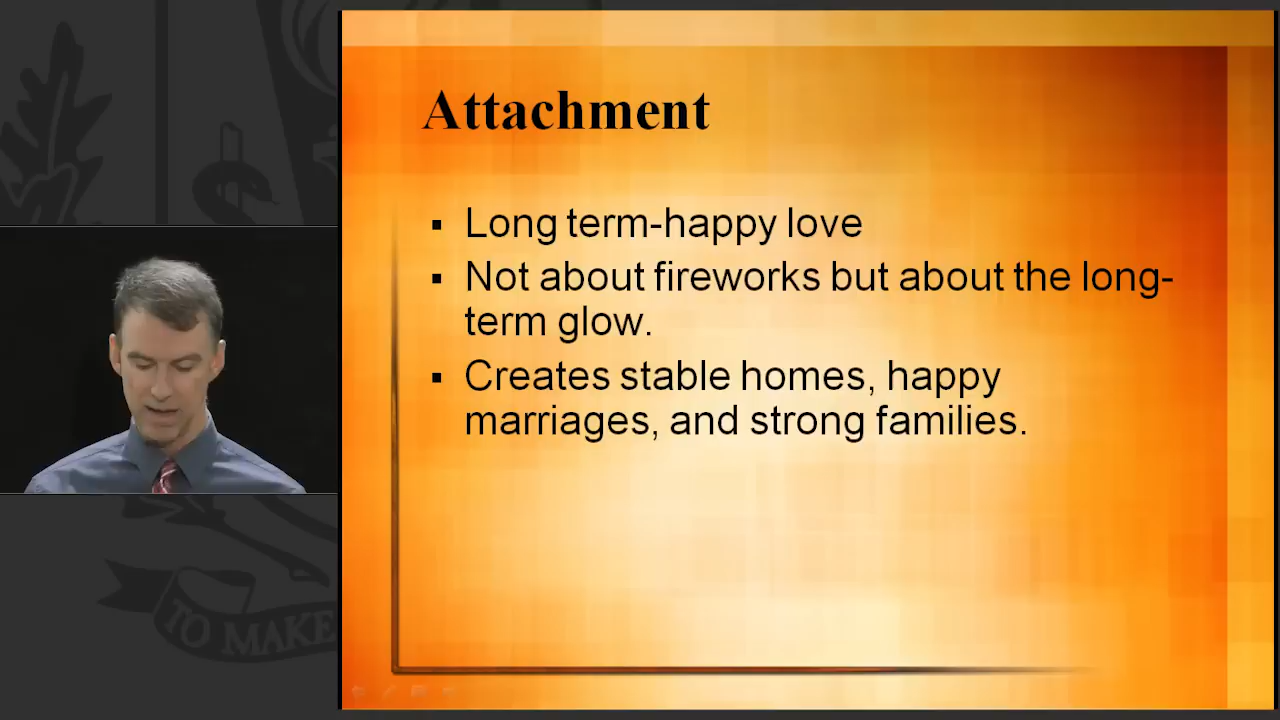 Attachment
▪ Long term-happy love
▪ Not about fireworks but about the long-
term glow.
▪ Creates stable homes, happy
marriages, and strong families.
TO MAKE